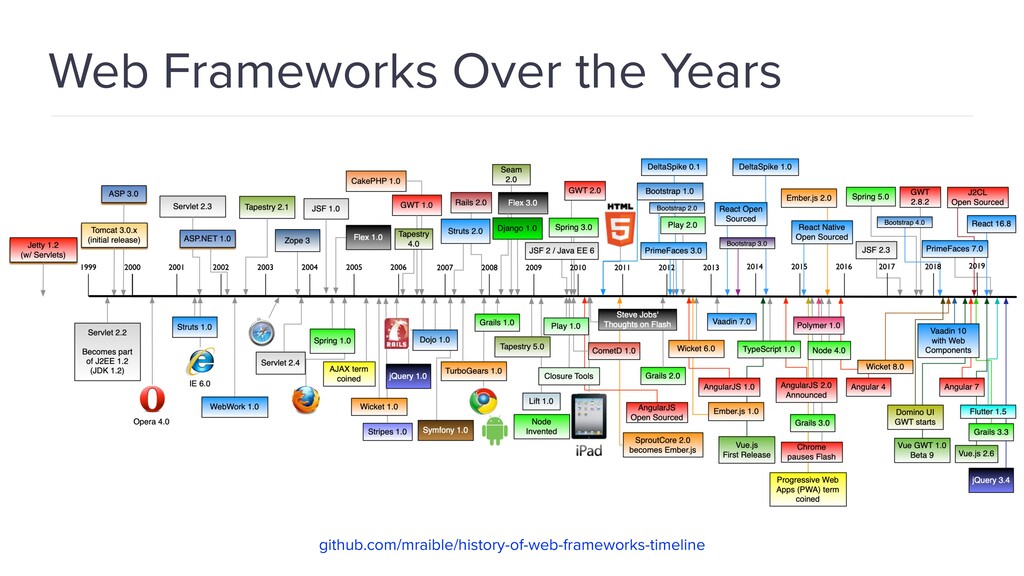 Web Frameworks Over the Years
DeltaSpike 0.1
DeltaSpike 1.0
Seam
2.0
CakePHP 1.0
GWT 2.0
Bootstrap 1.0
ASP 3.0
Ember.js 2.0
Spring 5.0
GWT
2.8.2
J2CL
Open Sourced
Servlet 2.3
Tapestry 2.1
JSF 1.0
GWT 1.0
Rails 2.0
Flex 3.0
HTML
5
Bootstrap 2.0
React Open
Sourced
Tomcat 3.0.x
(initial release)
Struts 2.0
Django 1.0
Spring 3.0
Play 2.0
React Native
Open Sourced
Bootstrap 4.0
React 16.8
Jetty 1.2
(w/ Servlets)
ASP.NET 1.0
Zope 3
Flex 1.0
Tapestry
4.0
JSF 2 / Java EE 6
PrimeFaces 3.0
Bootstrap 3.0
JSF 2.3
PrimeFaces 7.0
1999 2000 2001 2002 2003 2004 2005 2006 2007 2008 2009 2010 2011 2012 2013 2014 2015 2016 2017 2018 2019
Servlet 2.2
Becomes part
of J2EE 1.2
(JDK 1.2)
Struts 1.0
Spring 1.0
RAILS
Dojo 1.0
Grails 1.0
Play 1.0
Steve Jobs'
Thoughts on Flash
Vaadin 7.0
Polymer 1.0
Vaadin 10
with Web
Components
IE 6.0
Servlet 2.4
AJAX term
coined
jQuery 1.0
TurboGears 1.0
Tapestry 5.0
CometD 1.0
Wicket 6.0
TypeScript 1.0
Node 4.0
Wicket 8.0
Closure Tools
Grails 2.0
AngularJS 1.0
AngularJS 2.0
Announced
Angular 4
Angular 7
Opera 4.0
WebWork 1.0
Wicket 1.0
Lift 1.0
AngularJS
Open Sourced
Ember.js 1.0
Grails 3.0
Domino UI
GWT starts
Flutter 1.5
Stripes 1.0
Symfony 1.0
Node
Invented
iPad
SproutCore 2.0
becomes Ember.js
Vue.js
First Release
Chrome
pauses Flash
Vue GWT 1.0
Beta 9
Grails 3.3
Vue.js 2.6
Progressive Web
Apps (PWA) term
coined
jQuery 3.4
github.com/mraible/history-of-web-frameworks-timeline